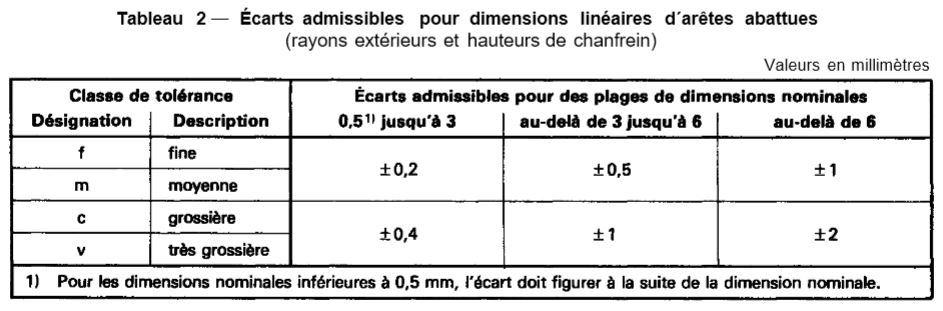 Tableau 2 — Écarts admissibles pour dimensions linéaires d´arêtes abattues
(rayons extérieurs et hauteurs de chanfrein)
Valeurs en millimètres
Classe de tolérance Écarts admissibles pour des plages de dimensions nominales
Désignation Description 0,5¹⁾ jusqu'à 3 au-delà de 3 jusqu'à 6 au-delà de 6
f fine
±0,2 ±0,5 ±1
m moyenne
c grossière
±0,4 ±1 ±2
v très grossière
1) Pour les dimensions nominales inférieures à 0,5 mm, l'écart doit figurer à la suite de la dimension nominale.